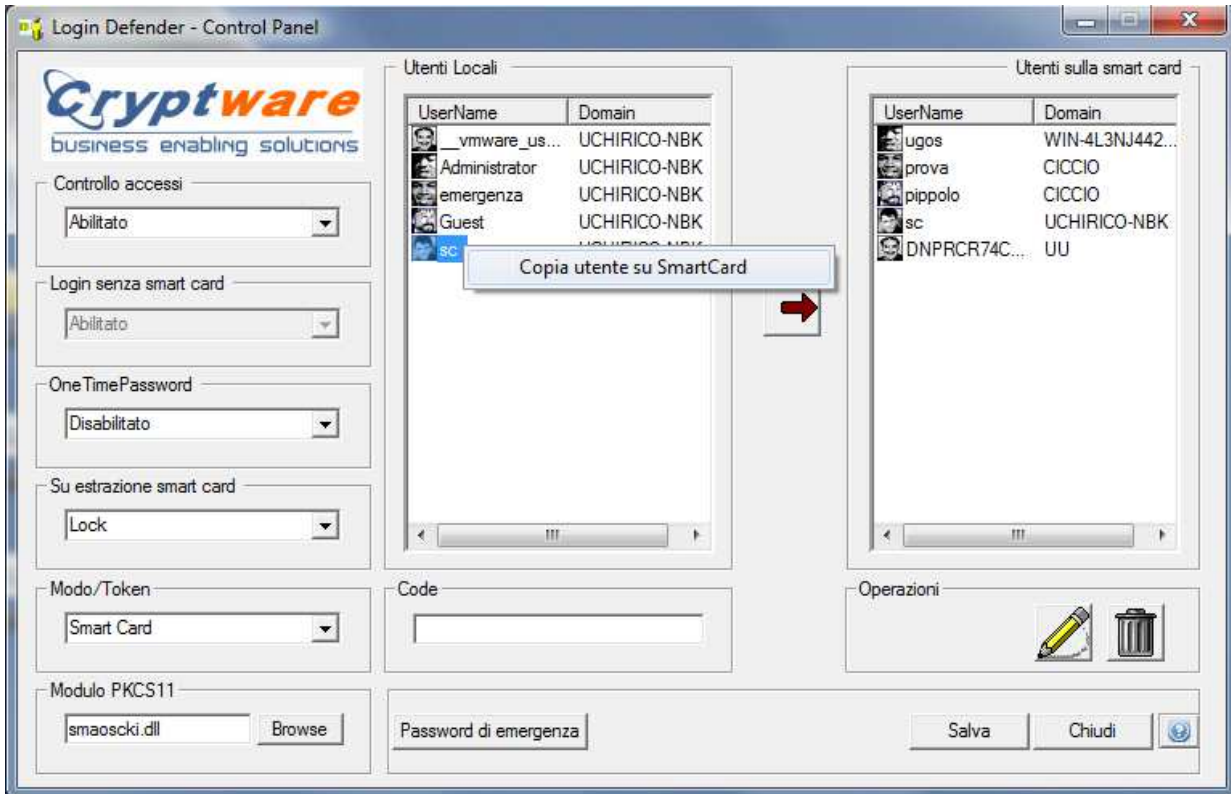 Login Defender - Control Panel
Cryptware
business enabling solutions
Controllo accessi
Abilitato
Login senza smart card
Abilitato
OneTimePassword
Disabilitato
Su estrazione smart card
Lock
Modo/Token
Smart Card
Modulo PKCS11
smaoscki.dll Browse
Utenti Locali
UserName Domain
__vmware_us... UCHIRICO-NBK
Administrator UCHIRICO-NBK
emergenza UCHIRICO-NBK
Guest UCHIRICO-NBK
sc
Copia utente su SmartCard
Code
Password di emergenza
Utenti sulla smart card
UserName Domain
ugos WIN-4L3NJ442...
prova CICCIO
pippolo CICCIO
sc UCHIRICO-NBK
DNPRCR74C... UU
Operazioni
Salva Chiudi